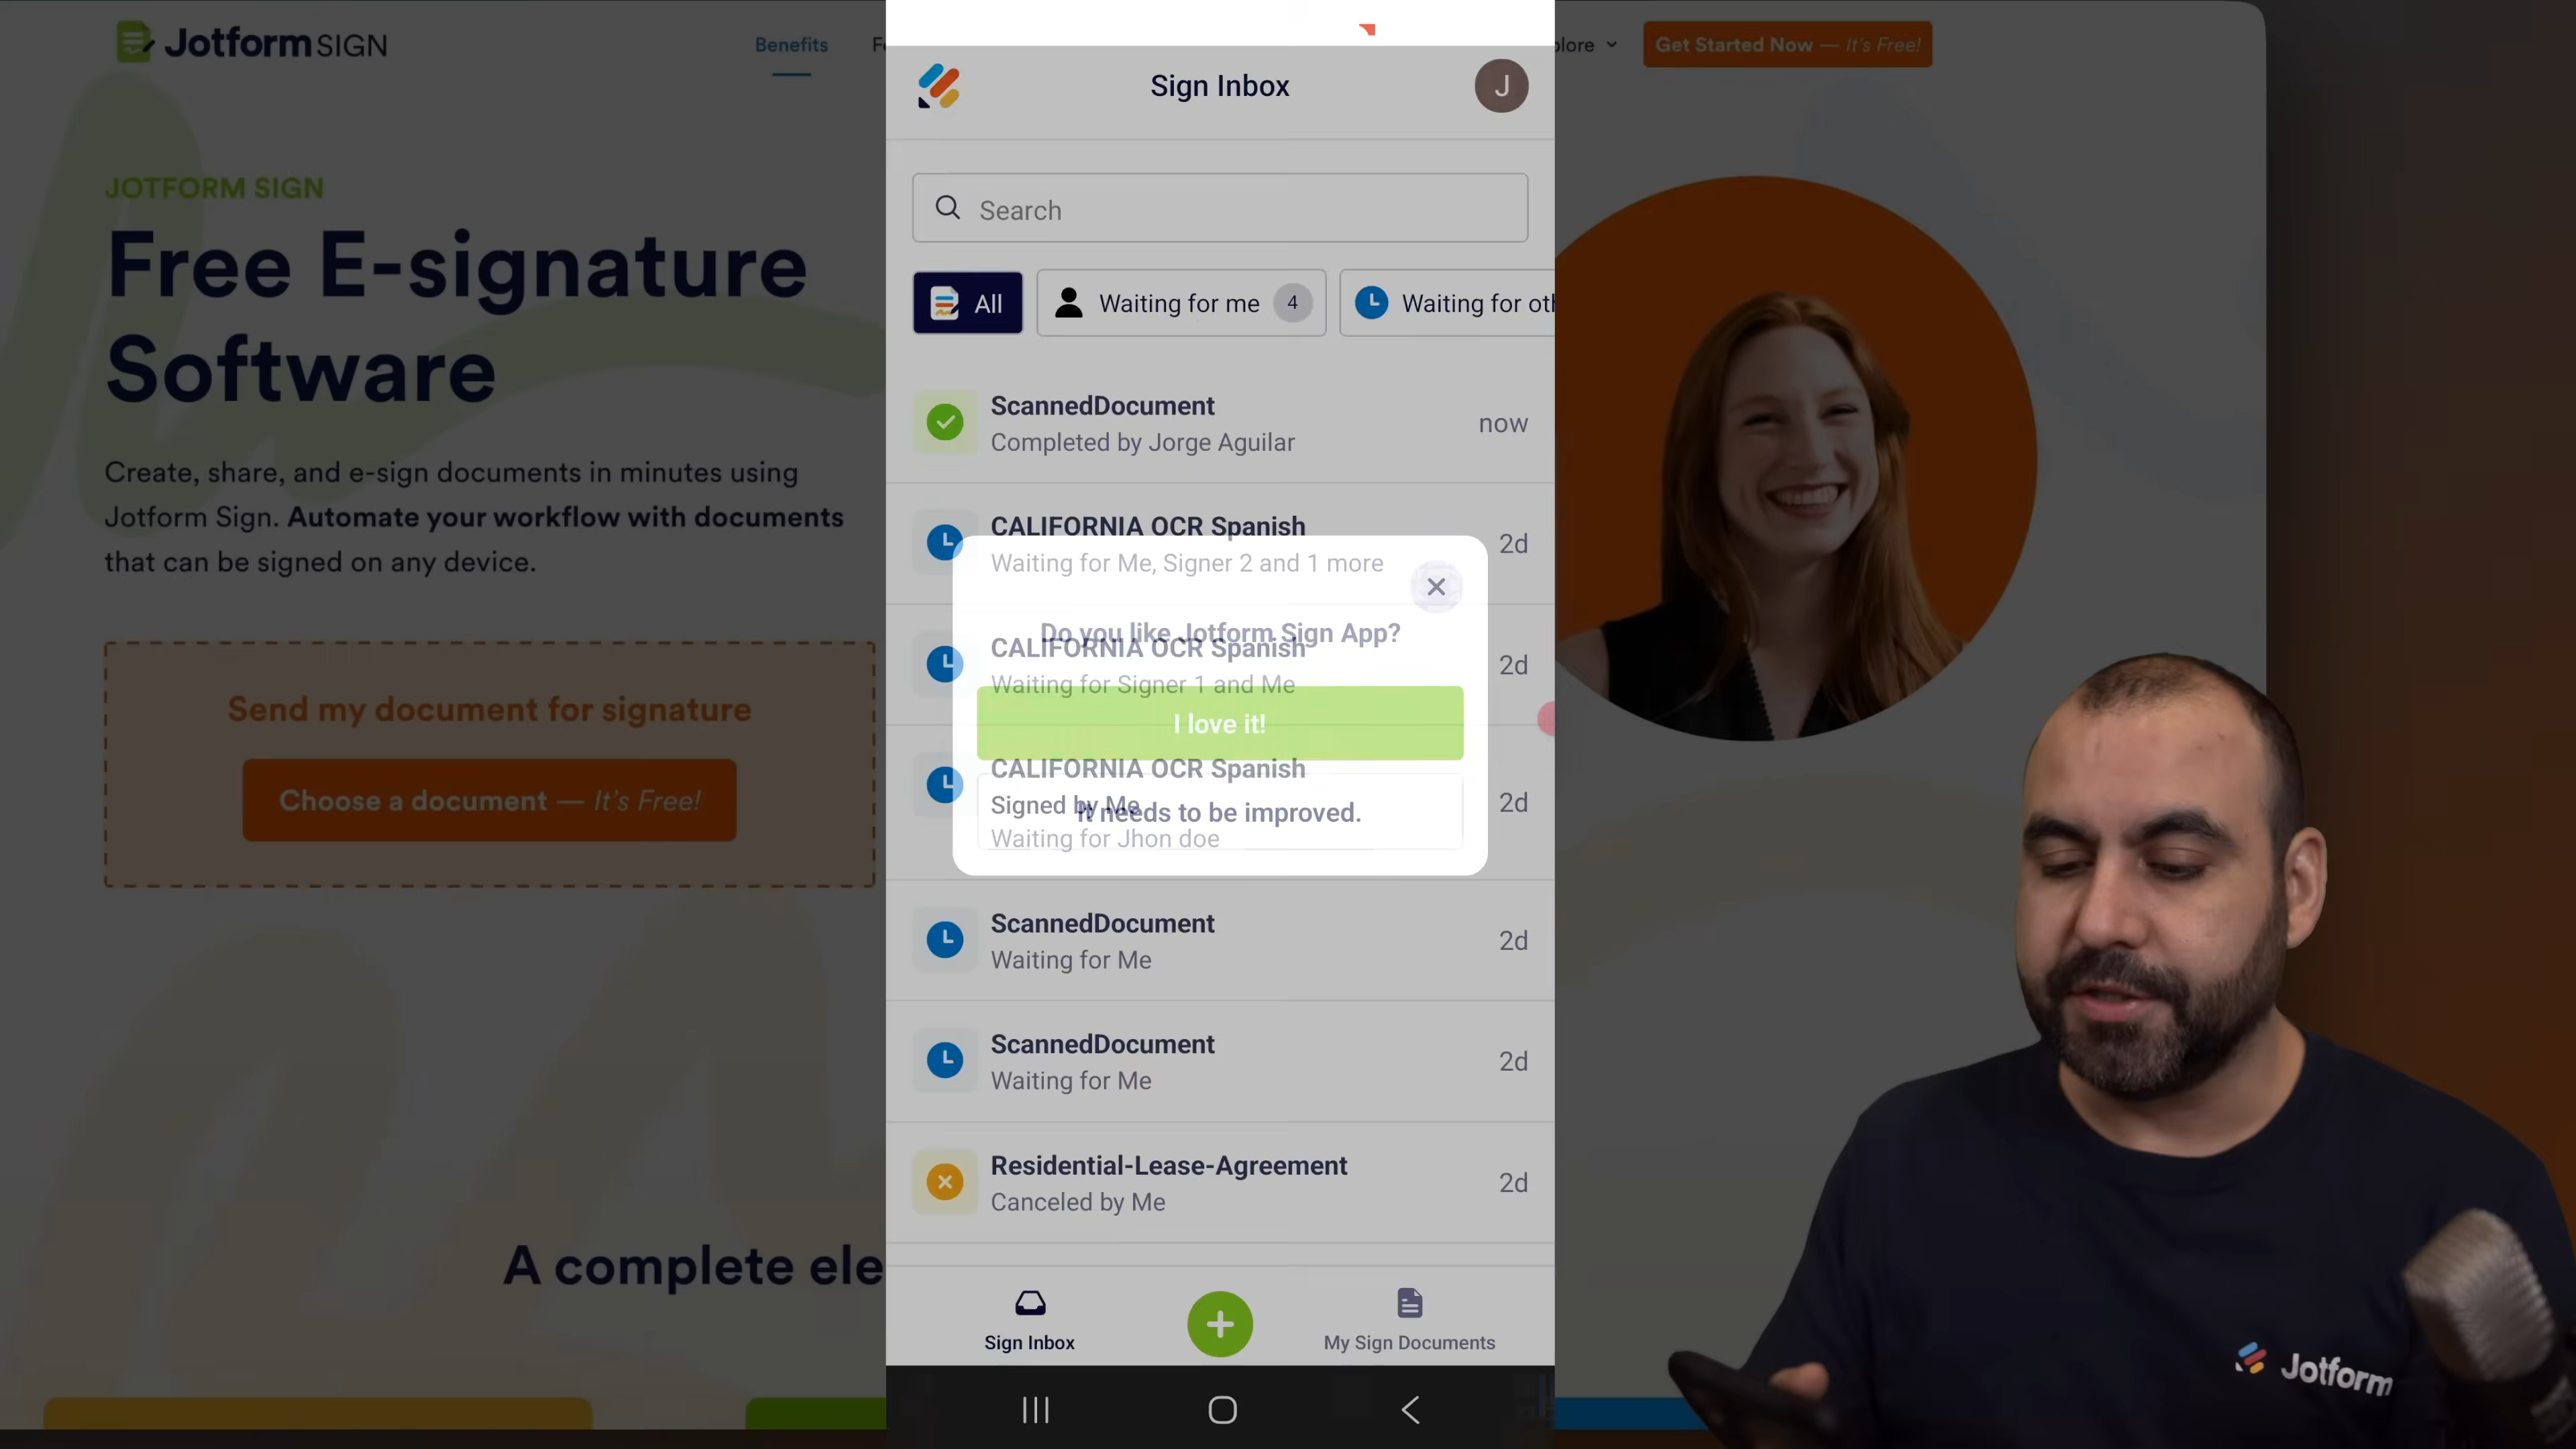 Jotform SIGN
Benefits
Get Started Now — It's Free!
JOTFORM SIGN
Free E-signature
Software
Create, share, and e-sign documents in minutes using
Jotform Sign. Automate your workflow with documents
that can be signed on any device.
Send my document for signature
Choose a document — It's Free!
A complete ele
Sign Inbox
J
Search
All
Waiting for me 4
Waiting for oth
ScannedDocument
Completed by Jorge Aguilar
now
CALIFORNIA OCR Spanish
Waiting for Me, Signer 2 and 1 more
2d
Do you like Jotform Sign App?
CALIFORNIA OCR Spanish
Waiting for Signer 1 and Me
2d
I love it!
CALIFORNIA OCR Spanish
Signed by Me
It needs to be improved.
Waiting for Jhon doe
2d
ScannedDocument
Waiting for Me
2d
ScannedDocument
Waiting for Me
2d
Residential-Lease-Agreement
Canceled by Me
2d
Sign Inbox
My Sign Documents
Jotform